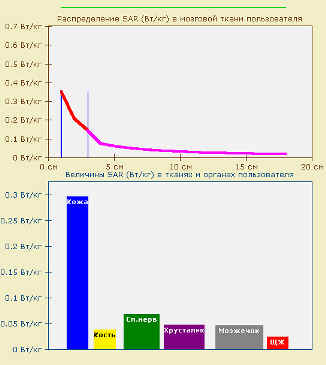 Распределение SAR (Вт/кг) в мозговой ткани пользователя
0.7 Вт/кг
0.6 Вт/кг
0.5 Вт/кг
0.4 Вт/кг
0.3 Вт/кг
0.2 Вт/кг
0.1 Вт/кг
0 Вт/кг
0 см
5 см
10 см
15 см
20 см
Величины SAR (Вт/кг) в тканях и органах пользователя
0.3 Вт/кг
0.25 Вт/кг
0.2 Вт/кг
0.15 Вт/кг
0.1 Вт/кг
0.05 Вт/кг
0 Вт/кг
Кожа
Кость
См.нерв
Хрусталик
Мозжечок
ЩЖ